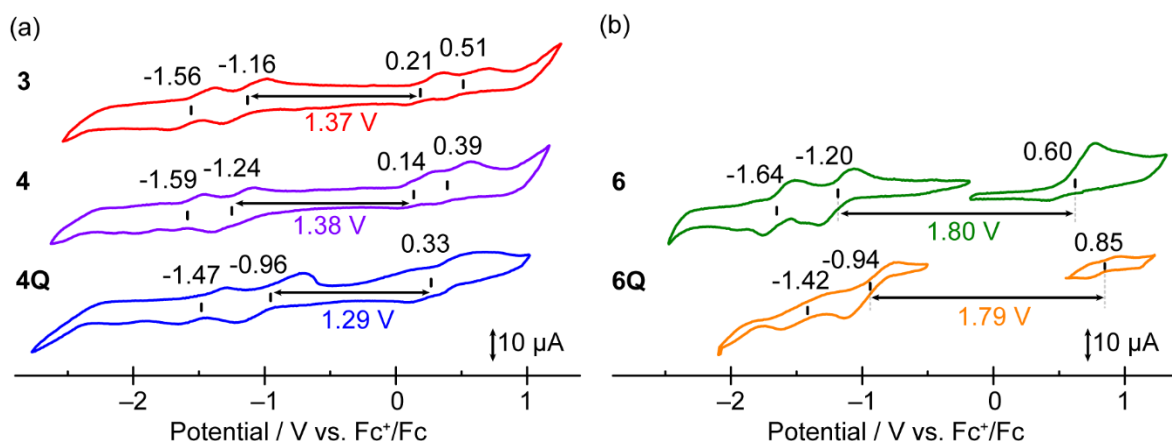 (a)
3
-1.56
-1.16
0.21
0.51
1.37 V
4
-1.59
-1.24
0.14
0.39
1.38 V
4Q
-1.47
-0.96
0.33
1.29 V
10 µA
–2
–1
0
1
Potential / V vs. Fc⁺/Fc
(b)
6
-1.64
-1.20
0.60
1.80 V
6Q
-1.42
-0.94
0.85
1.79 V
10 µA
–2
–1
0
1
Potential / V vs. Fc⁺/Fc